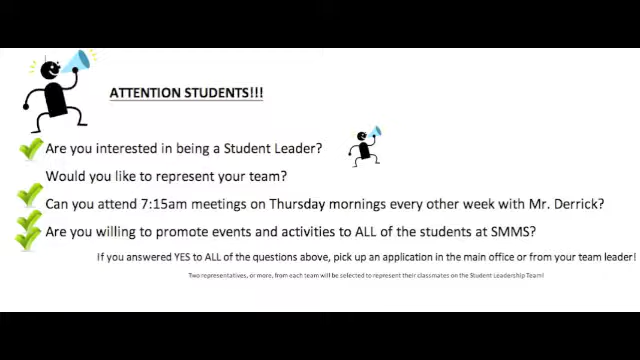 ATTENTION STUDENTS!!!
Are you interested in being a Student Leader?
Would you like to represent your team?
Can you attend 7:15am meetings on Thursday mornings every other week with Mr. Derrick?
Are you willing to promote events and activities to ALL of the students at SMMS?
If you answered YES to ALL of the questions above, pick up an application in the main office or from your team leader!
Two representatives, or more, from each team will be selected to represent their classmates on the Student Leadership Team!